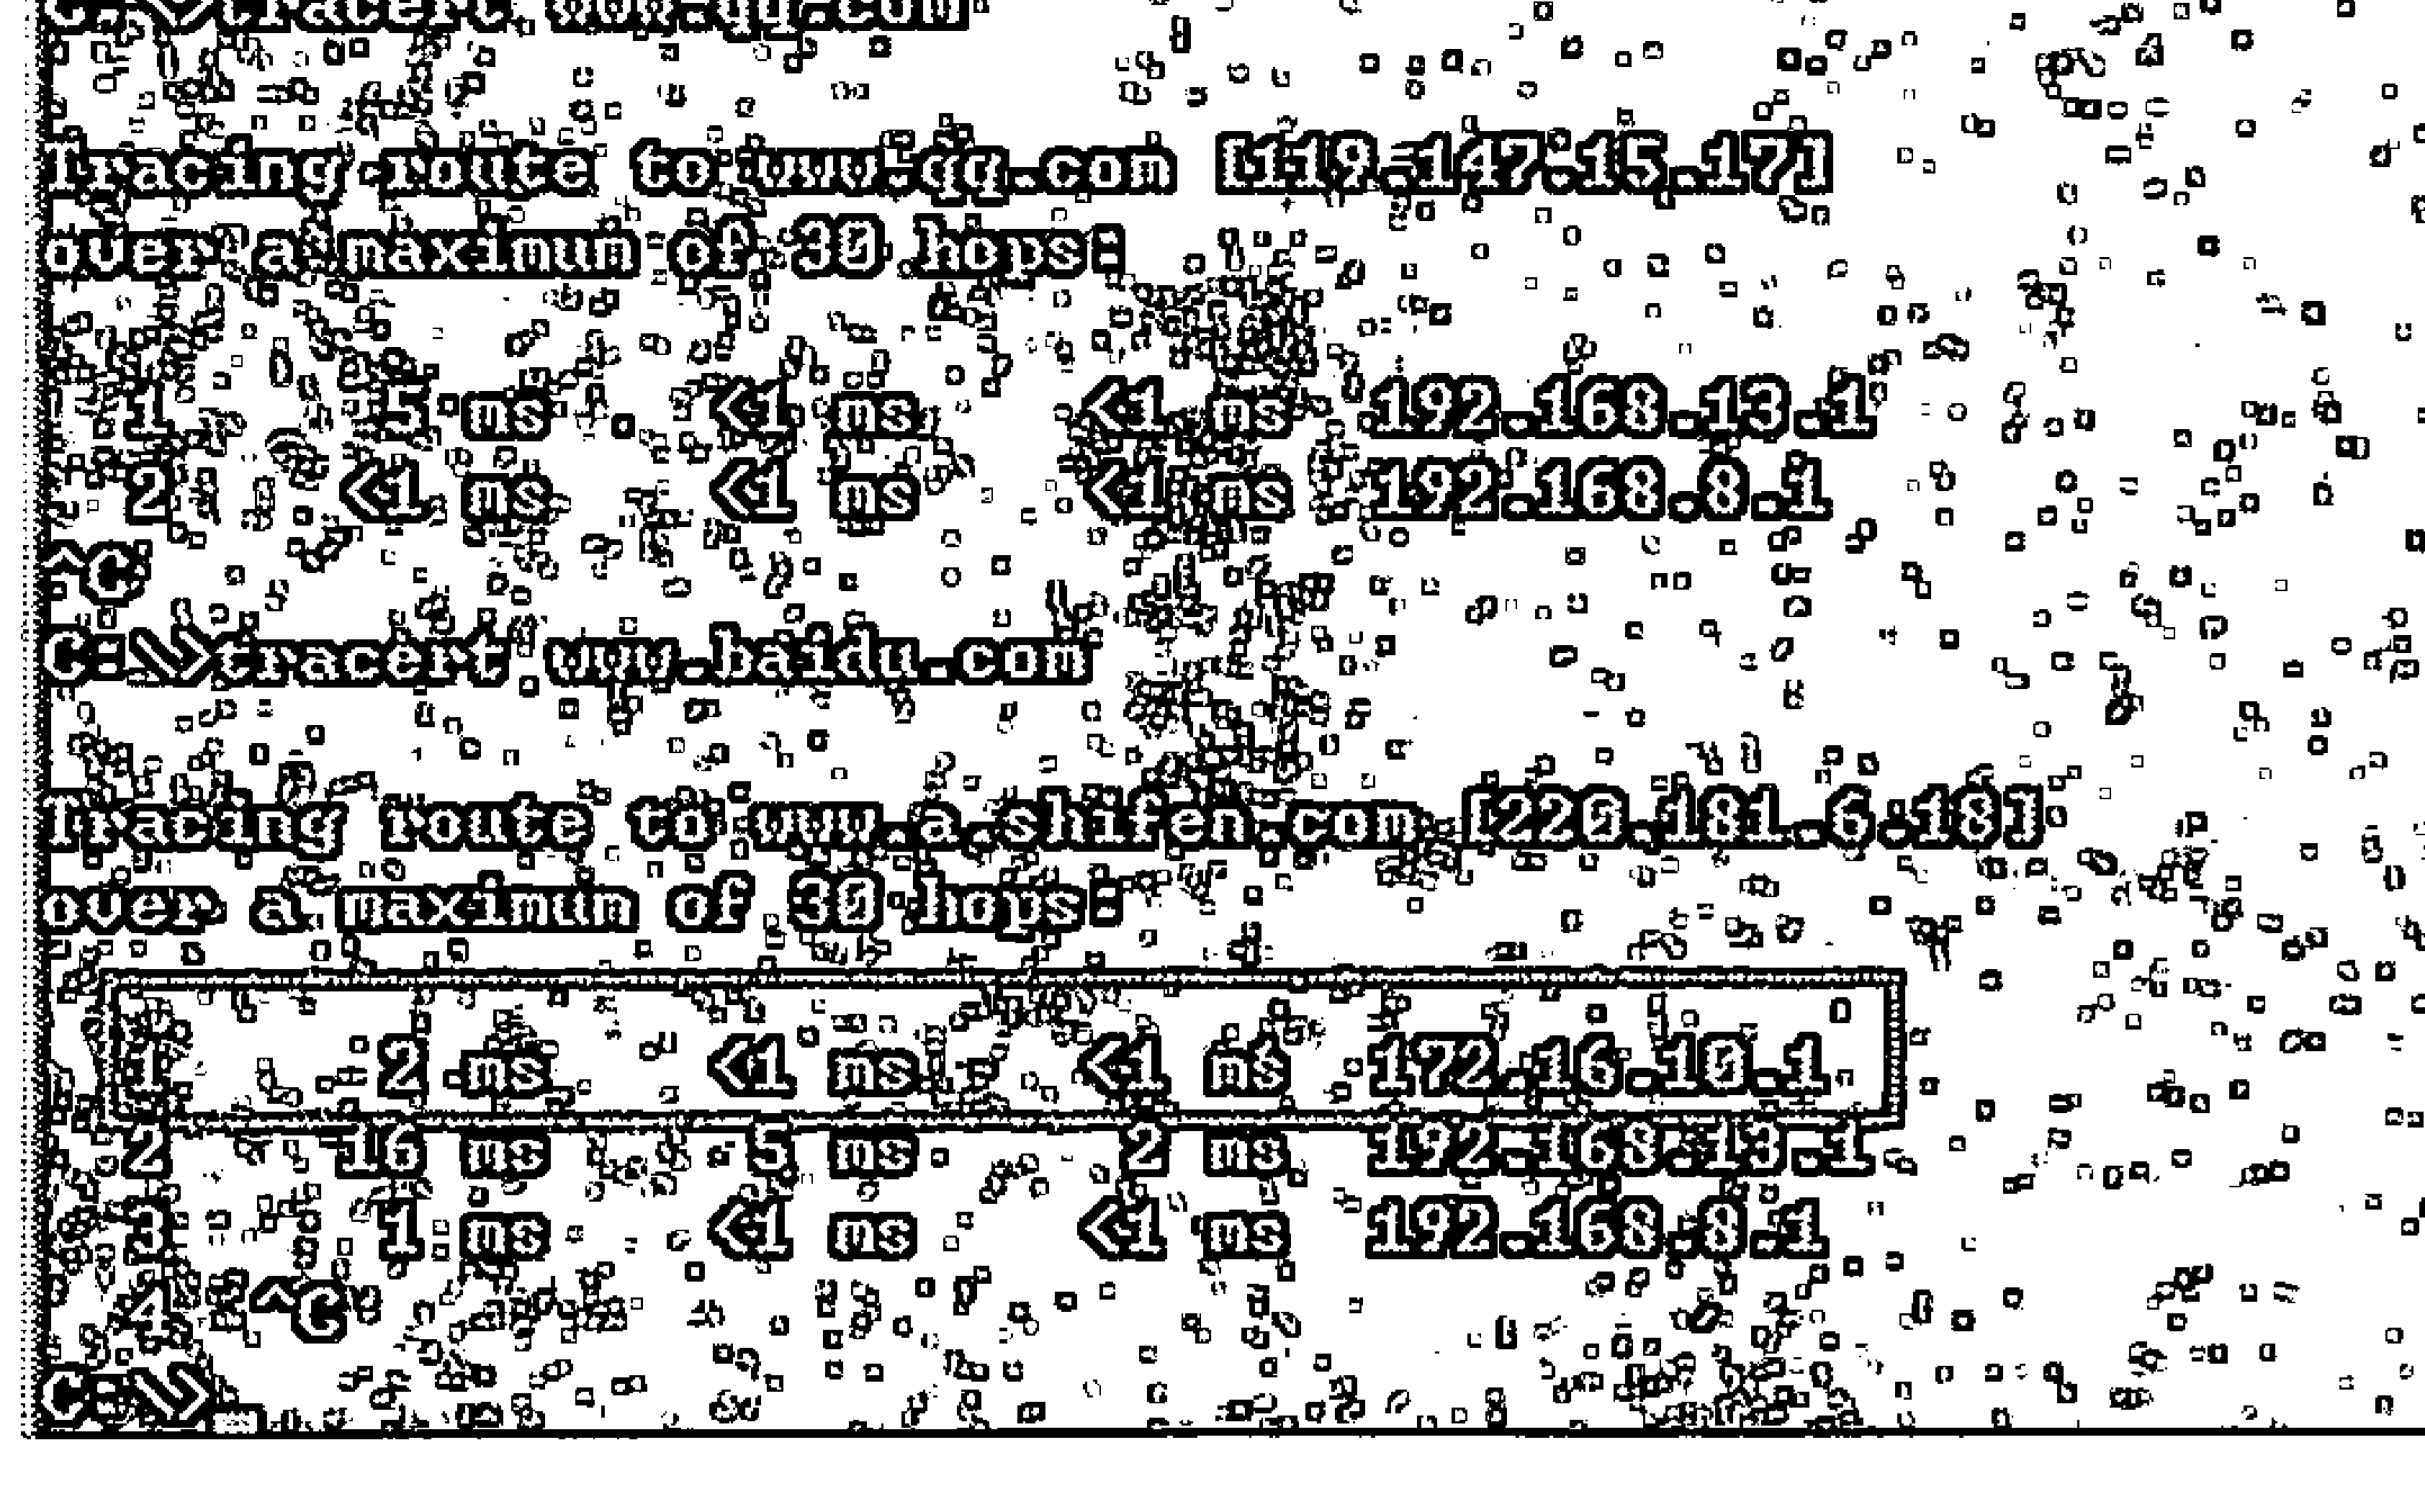 C:\>tracert www.qq.com
Tracing route to www.qq.com [119.147.15.17]
over a maximum of 30 hops:
1 5 ms <1 ms <1 ms 192.168.13.1
2 <1 ms <1 ms <1 ms 192.168.8.1
^C
C:\>tracert www.baidu.com
Tracing route to www.a.shifen.com [220.181.6.18]
over a maximum of 30 hops:
1 2 ms <1 ms <1 ms 172.16.10.1
2 16 ms 5 ms 2 ms 192.168.13.1
3 1 ms <1 ms <1 ms 192.168.8.1
4 ^C
C:\>